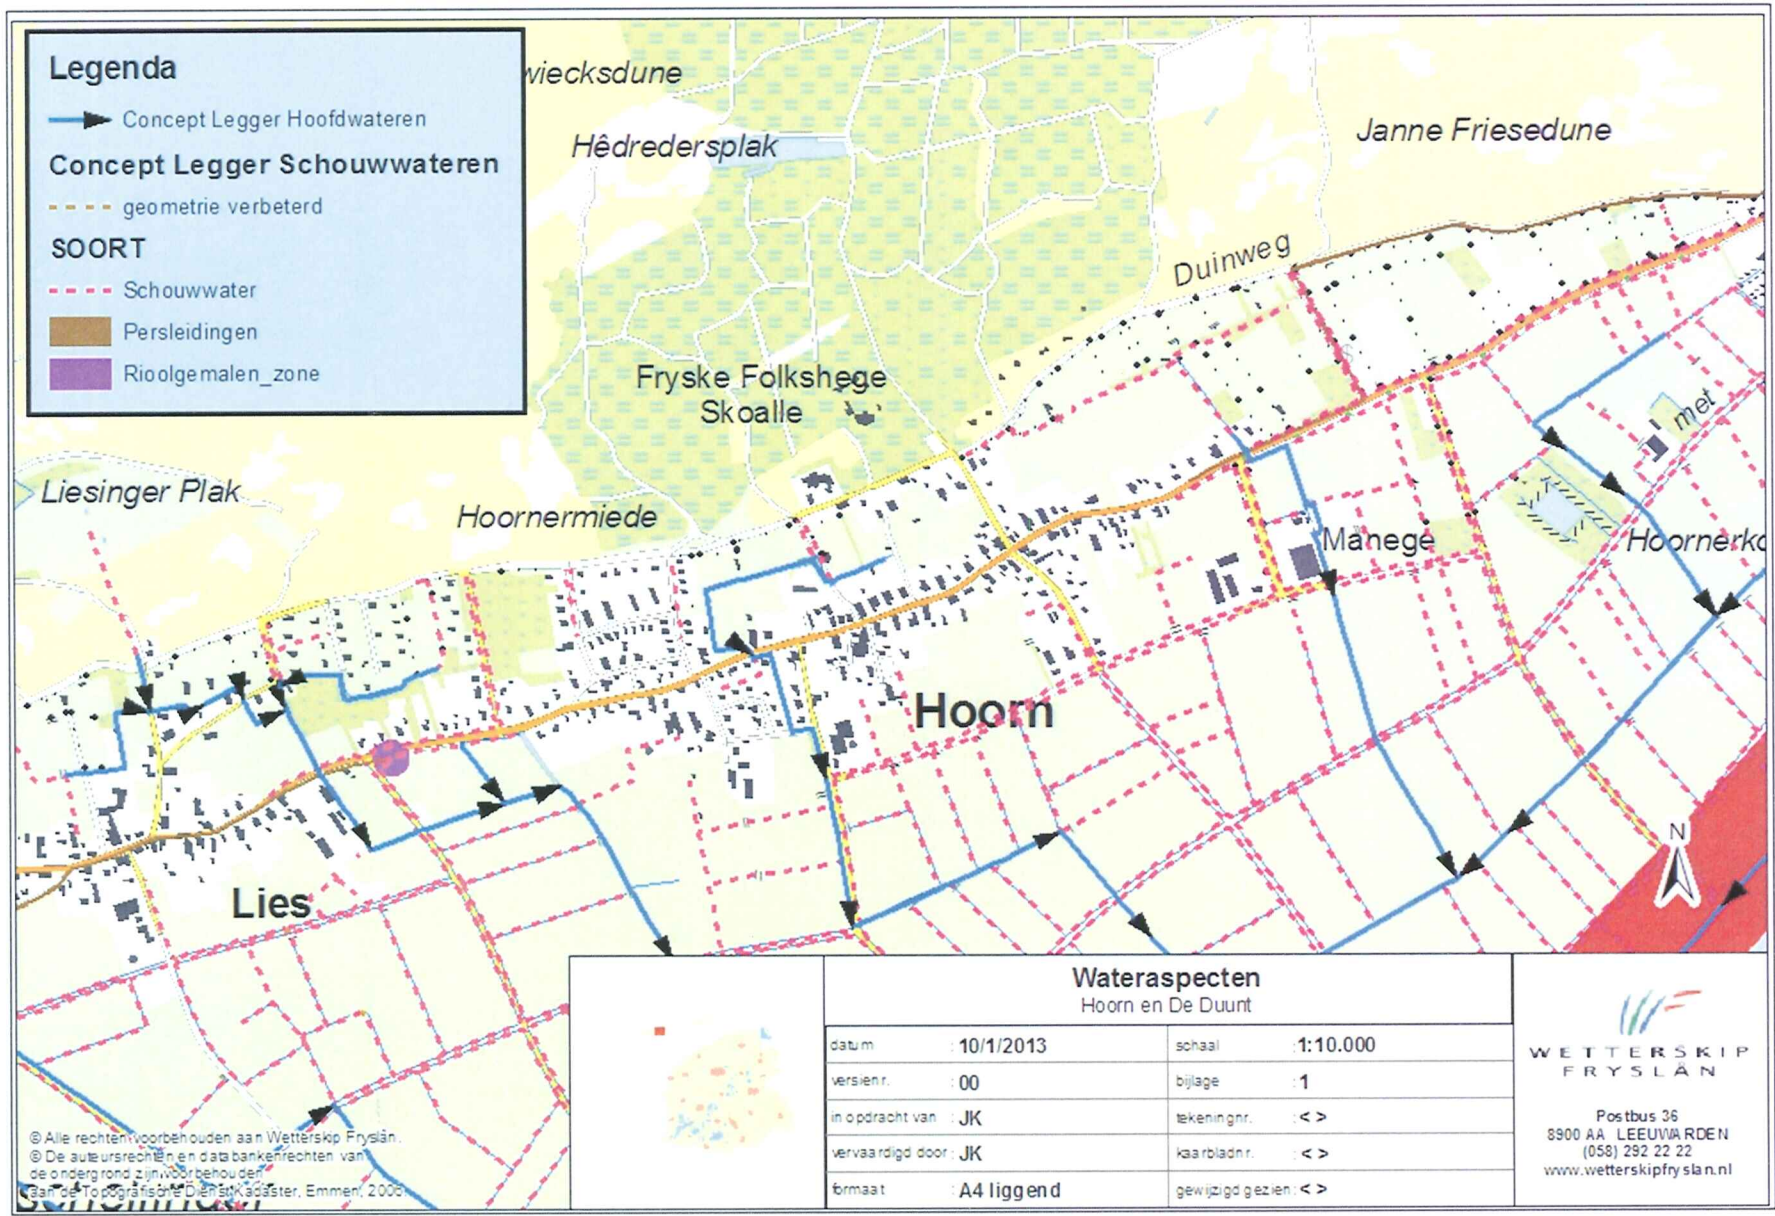 Legenda
Concept Legger Hoofdwateren
Concept Legger Schouwwateren
geometrie verbeterd
SOORT
Schouwwater
Persleidingen
Rioolgemalen_zone
wiecksdune
Hêdredersplak
Janne Friesedune
Duinweg
Fryske Folkshege
Skoalle
met
Liesinger Plak
Hoornermiede
Manege
Hoornerko
Hoorn
Lies
N
Wateraspecten
Hoorn en De Duunt
datum : 10/1/2013 schaal : 1:10.000
versienr. : 00 bijlage : 1
in opdracht van : JK tekeningnr. : < >
vervaardigd door : JK kaarbladnr. : < >
formaat : A4 liggend gewijzigd gezien : < >
WETTERSKIP
FRYSLÂN
Postbus 36
8900 AA LEEUWARDEN
(058) 292 22 22
www.wetterskipfryslan.nl
© Alle rechten voorbehouden aan Wetterskip Fryslân.
© De auteursrechten en databankenrechten van
de ondergrond zijn voorbehouden
aan de Topografische Dienst Kadaster, Emmen, 2006